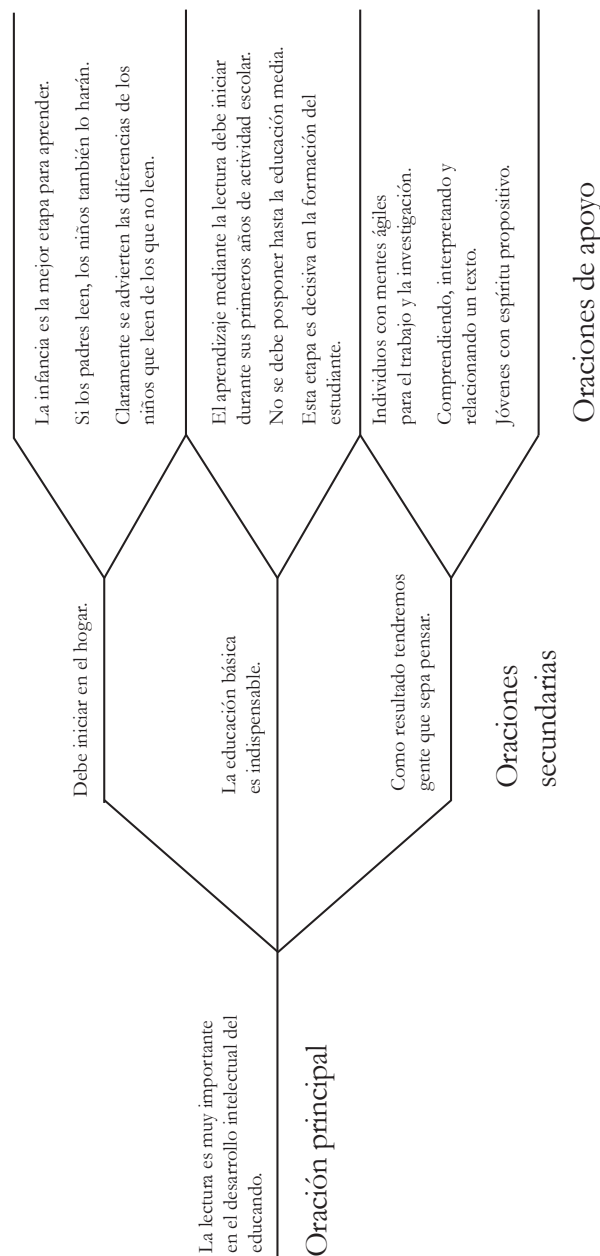 La lectura es muy importante
en el desarrollo intelectual del
educando.
Oración principal
Debe iniciar en el hogar.
La educación básica
es indispensable.
Como resultado tendremos
gente que sepa pensar.
Oraciones
secundarias
La infancia es la mejor etapa para aprender.
Si los padres leen, los niños también lo harán.
Claramente se advierten las diferencias de los
niños que leen de los que no leen.
El aprendizaje mediante la lectura debe iniciar
durante sus primeros años de actividad escolar.
No se debe posponer hasta la educación media.
Esta etapa es decisiva en la formación del
estudiante.
Individuos con mentes ágiles
para el trabajo y la investigación.
Comprendiendo, interpretando y
relacionando un texto.
Jóvenes con espíritu propositivo.
Oraciones de apoyo